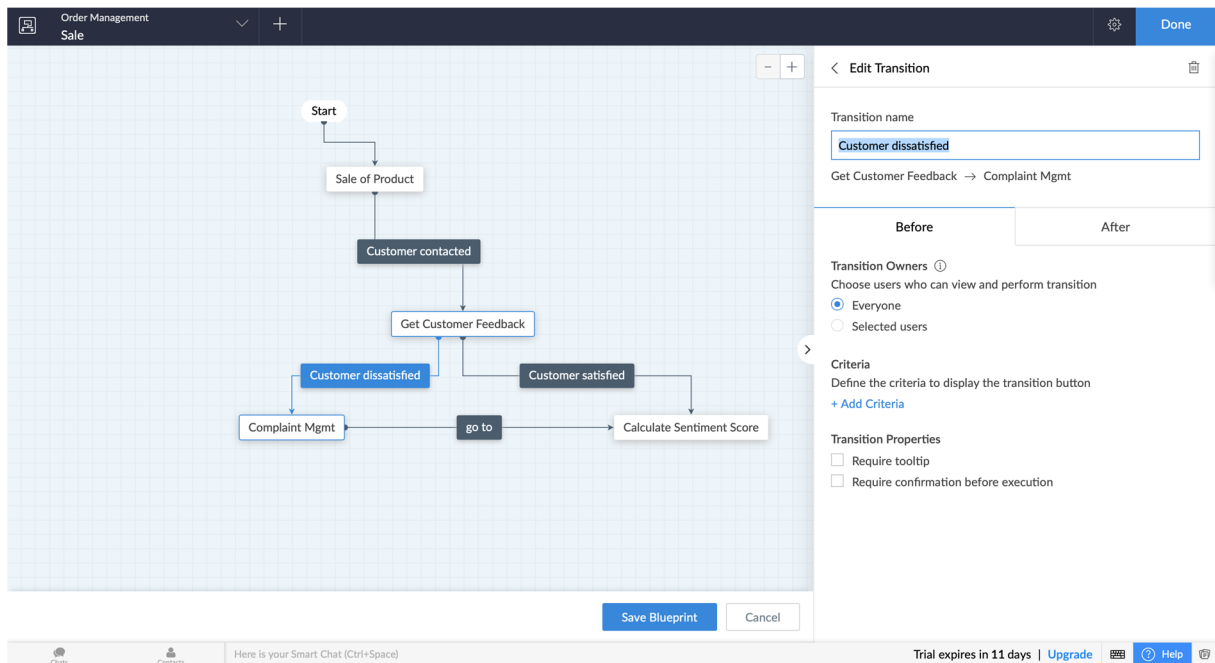 Order Management
Sale
Done
Start
Sale of Product
Customer contacted
Get Customer Feedback
Customer dissatisfied
Customer satisfied
Complaint Mgmt
go to
Calculate Sentiment Score
Save Blueprint
Cancel
Edit Transition
Transition name
Customer dissatisfied
Get Customer Feedback → Complaint Mgmt
Before
After
Transition Owners
Choose users who can view and perform transition
Everyone
Selected users
Criteria
Define the criteria to display the transition button
+ Add Criteria
Transition Properties
Require tooltip
Require confirmation before execution
Chats
Contacts
Here is your Smart Chat (Ctrl+Space)
Trial expires in 11 days | Upgrade
Help